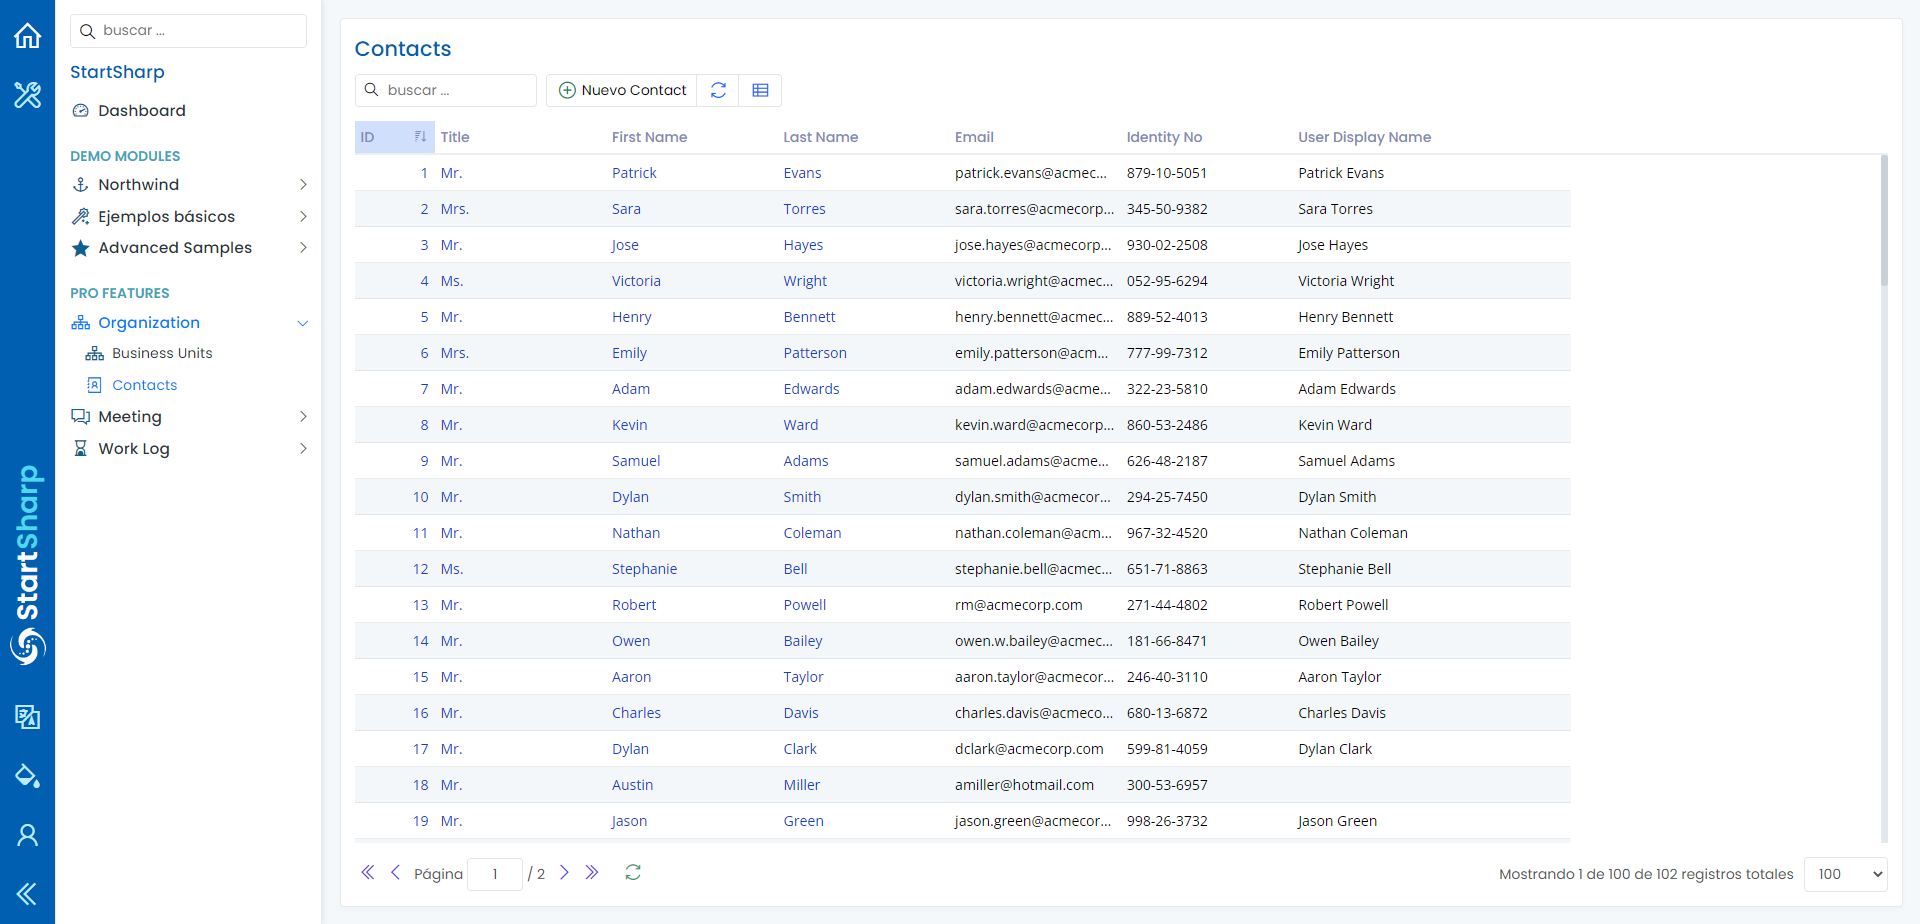 buscar ...
StartSharp
Dashboard
DEMO MODULES
Northwind
Ejemplos básicos
Advanced Samples
PRO FEATURES
Organization
Business Units
Contacts
Meeting
Work Log
StartSharp
Contacts
buscar ...
Nuevo Contact
ID Title First Name Last Name Email Identity No User Display Name
1 Mr. Patrick Evans patrick.evans@acmec... 879-10-5051 Patrick Evans
2 Mrs. Sara Torres sara.torres@acmecorp... 345-50-9382 Sara Torres
3 Mr. Jose Hayes jose.hayes@acmecorp... 930-02-2508 Jose Hayes
4 Ms. Victoria Wright victoria.wright@acmec... 052-95-6294 Victoria Wright
5 Mr. Henry Bennett henry.bennett@acmec... 889-52-4013 Henry Bennett
6 Mrs. Emily Patterson emily.patterson@acm... 777-99-7312 Emily Patterson
7 Mr. Adam Edwards adam.edwards@acme... 322-23-5810 Adam Edwards
8 Mr. Kevin Ward kevin.ward@acmecorp... 860-53-2486 Kevin Ward
9 Mr. Samuel Adams samuel.adams@acme... 626-48-2187 Samuel Adams
10 Mr. Dylan Smith dylan.smith@acmecor... 294-25-7450 Dylan Smith
11 Mr. Nathan Coleman nathan.coleman@acm... 967-32-4520 Nathan Coleman
12 Ms. Stephanie Bell stephanie.bell@acmec... 651-71-8863 Stephanie Bell
13 Mr. Robert Powell rm@acmecorp.com 271-44-4802 Robert Powell
14 Mr. Owen Bailey owen.w.bailey@acmec... 181-66-8471 Owen Bailey
15 Mr. Aaron Taylor aaron.taylor@acmecor... 246-40-3110 Aaron Taylor
16 Mr. Charles Davis charles.davis@acmeco... 680-13-6872 Charles Davis
17 Mr. Dylan Clark dclark@acmecorp.com 599-81-4059 Dylan Clark
18 Mr. Austin Miller amiller@hotmail.com 300-53-6957
19 Mr. Jason Green jason.green@acmecor... 998-26-3732 Jason Green
Página 1 / 2
Mostrando 1 de 100 de 102 registros totales 100